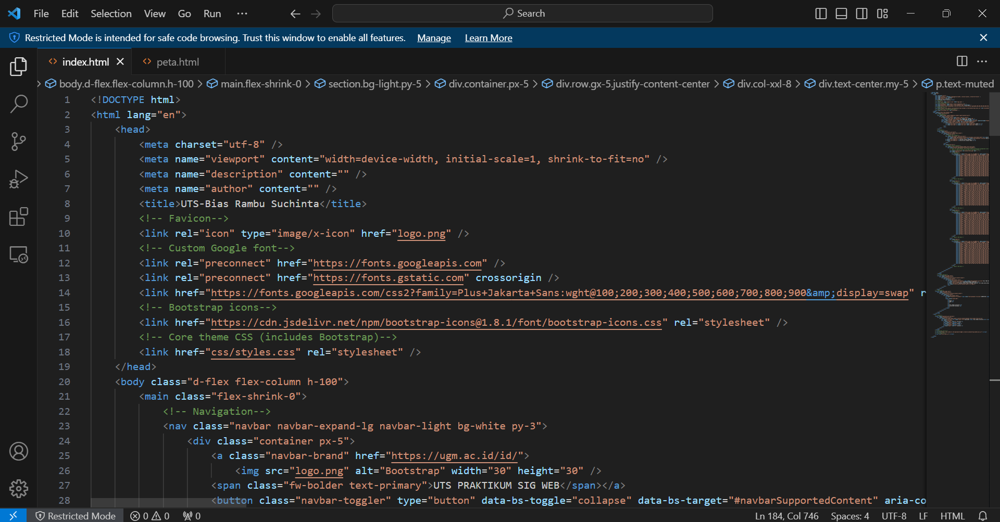 File Edit Selection View Go Run ··· Search
Restricted Mode is intended for safe code browsing. Trust this window to enable all features. Manage Learn More
index.html peta.html
body.d-flex.flex-column.h-100 > main.flex-shrink-0 > section.bg-light.py-5 > div.container.px-5 > div.row.gx-5.justify-content-center > div.col-xxl-8 > div.text-center.my-5 > p.text-muted
1 <!DOCTYPE html>
2 <html lang="en">
3 <head>
4 <meta charset="utf-8" />
5 <meta name="viewport" content="width=device-width, initial-scale=1, shrink-to-fit=no" />
6 <meta name="description" content="" />
7 <meta name="author" content="" />
8 <title>UTS-Bias Rambu Suchinta</title>
9 <!-- Favicon-->
10 <link rel="icon" type="image/x-icon" href="logo.png" />
11 <!-- Custom Google font-->
12 <link rel="preconnect" href="https://fonts.googleapis.com" />
13 <link rel="preconnect" href="https://fonts.gstatic.com" crossorigin />
14 <link href="https://fonts.googleapis.com/css2?family=Plus+Jakarta+Sans:wght@100;200;300;400;500;600;700;800;900&amp;display=swap" r
15 <!-- Bootstrap icons-->
16 <link href="https://cdn.jsdelivr.net/npm/bootstrap-icons@1.8.1/font/bootstrap-icons.css" rel="stylesheet" />
17 <!-- Core theme CSS (includes Bootstrap)-->
18 <link href="css/styles.css" rel="stylesheet" />
19 </head>
20 <body class="d-flex flex-column h-100">
21 <main class="flex-shrink-0">
22 <!-- Navigation-->
23 <nav class="navbar navbar-expand-lg navbar-light bg-white py-3">
24 <div class="container px-5">
25 <a class="navbar-brand" href="https://ugm.ac.id/id/">
26 <img src="logo.png" alt="Bootstrap" width="30" height="30" />
27 <span class="fw-bolder text-primary">UTS PRAKTIKUM SIG WEB</span></a>
28 <button class="navbar-toggler" type="button" data-bs-toggle="collapse" data-bs-target="#navbarSupportedContent" aria-co
Restricted Mode 0 0 0 Ln 184, Col 746 Spaces: 4 UTF-8 LF HTML